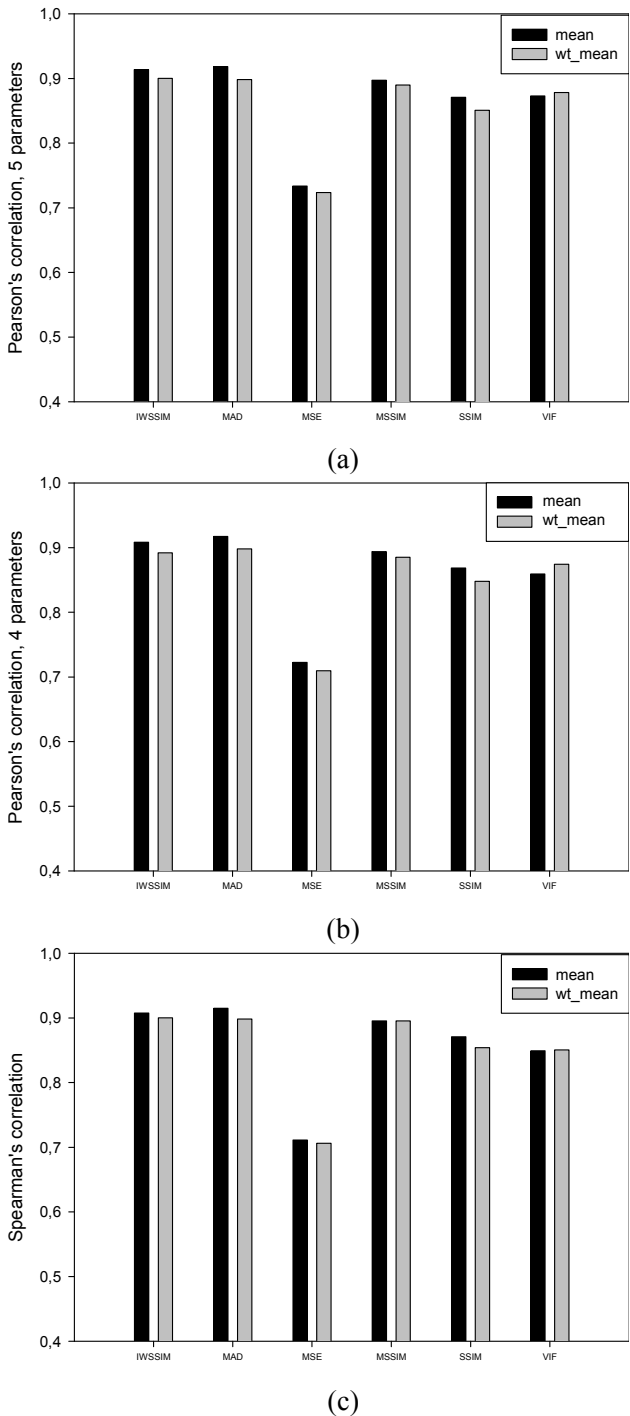 mean
wt_mean
Pearson's correlation, 5 parameters
1,0
0,9
0,8
0,7
0,6
0,5
0,4
IWSSIM MAD MSE MSSIM SSIM VIF
(a)
mean
wt_mean
Pearson's correlation, 4 parameters
1,0
0,9
0,8
0,7
0,6
0,5
0,4
IWSSIM MAD MSE MSSIM SSIM VIF
(b)
mean
wt_mean
Spearman's correlation
1,0
0,9
0,8
0,7
0,6
0,5
0,4
IWSSIM MAD MSE MSSIM SSIM VIF
(c)